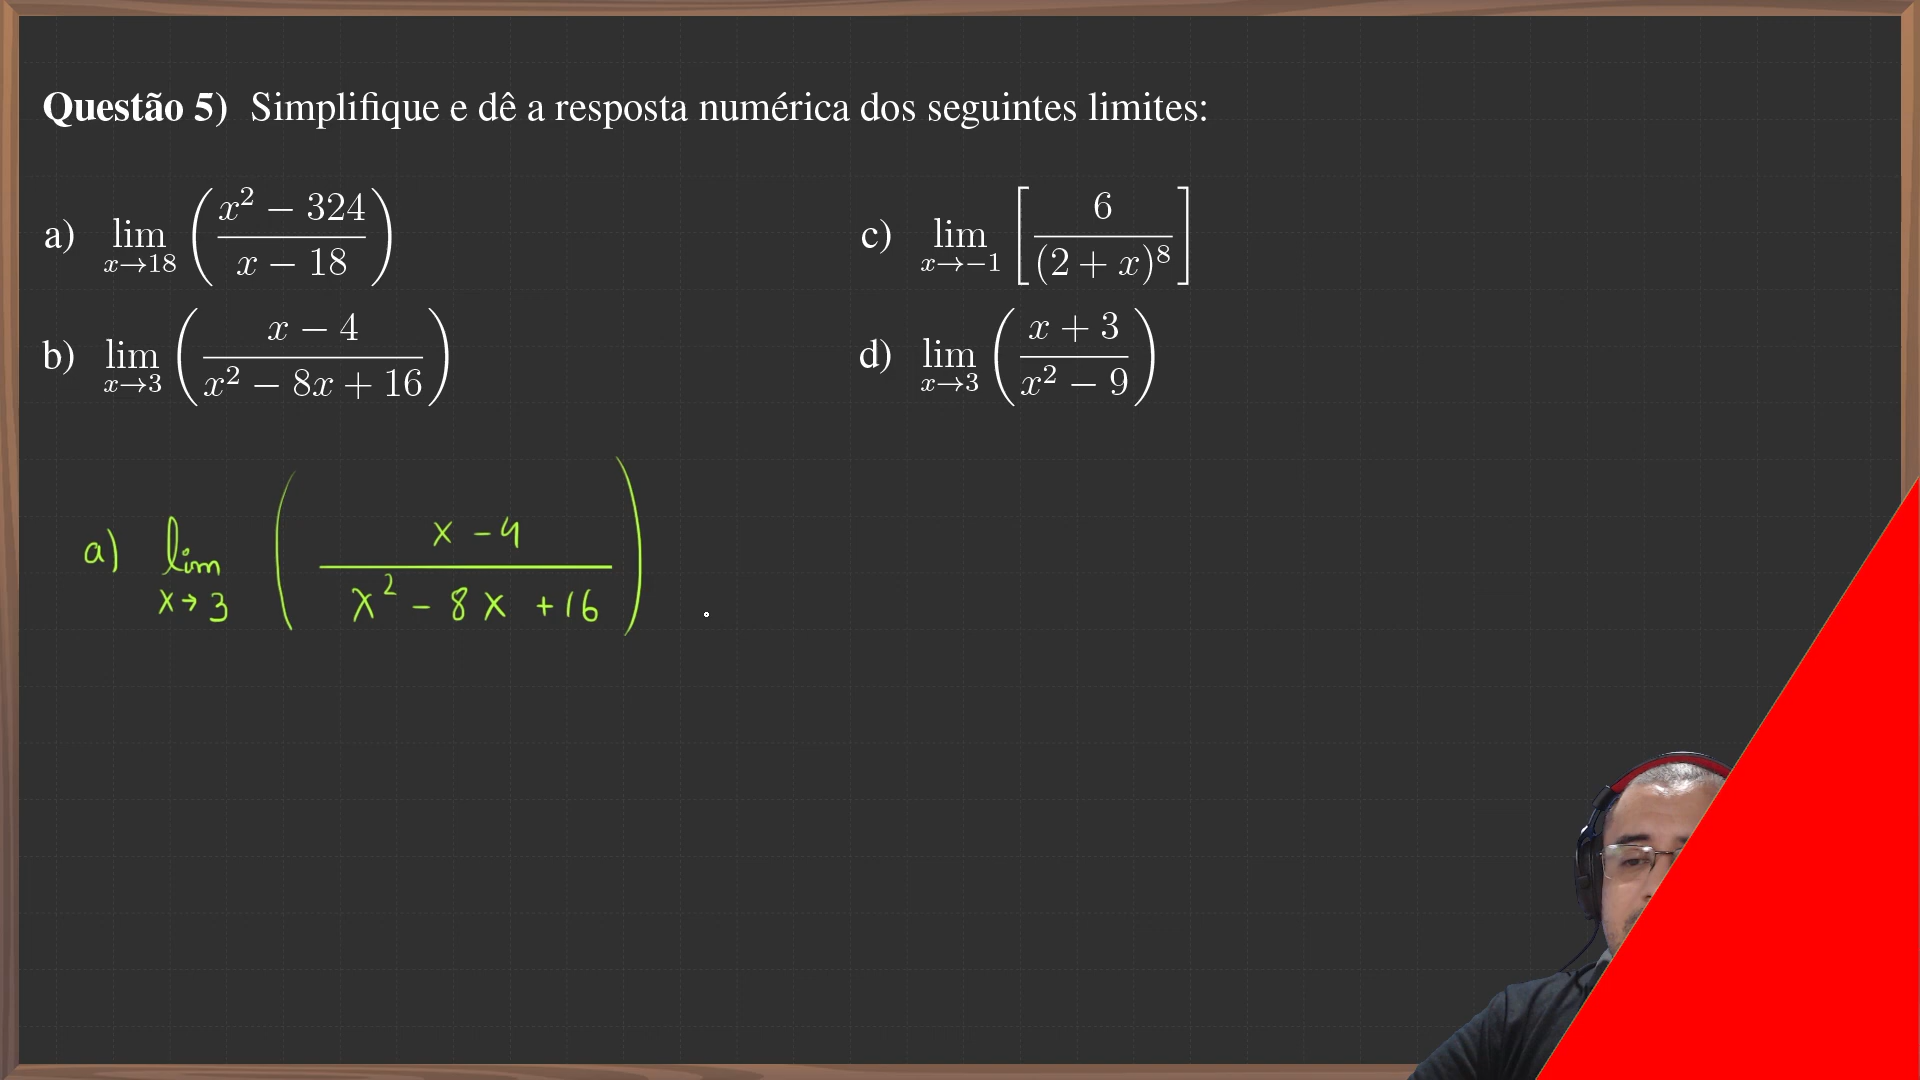 Questão 5) Simplifique e dê a resposta numérica dos seguintes limites:
a) lim x→18 ( (x² − 324) / (x − 18) )
c) lim x→−1 [ 6 / (2 + x)⁸ ]
b) lim x→3 ( (x − 4) / (x² − 8x + 16) )
d) lim x→3 ( (x + 3) / (x² − 9) )
a) lim x→3 ( (x − 4) / (x² − 8x + 16) )